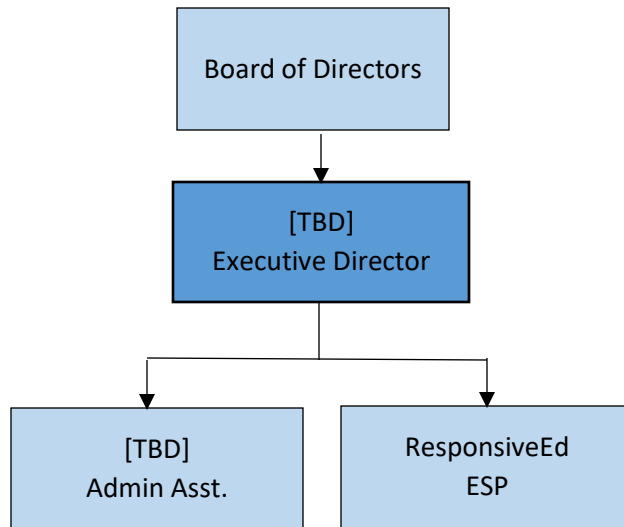 Board of Directors
[TBD]
Executive Director
[TBD]
Admin Asst.
ResponsiveEd
ESP